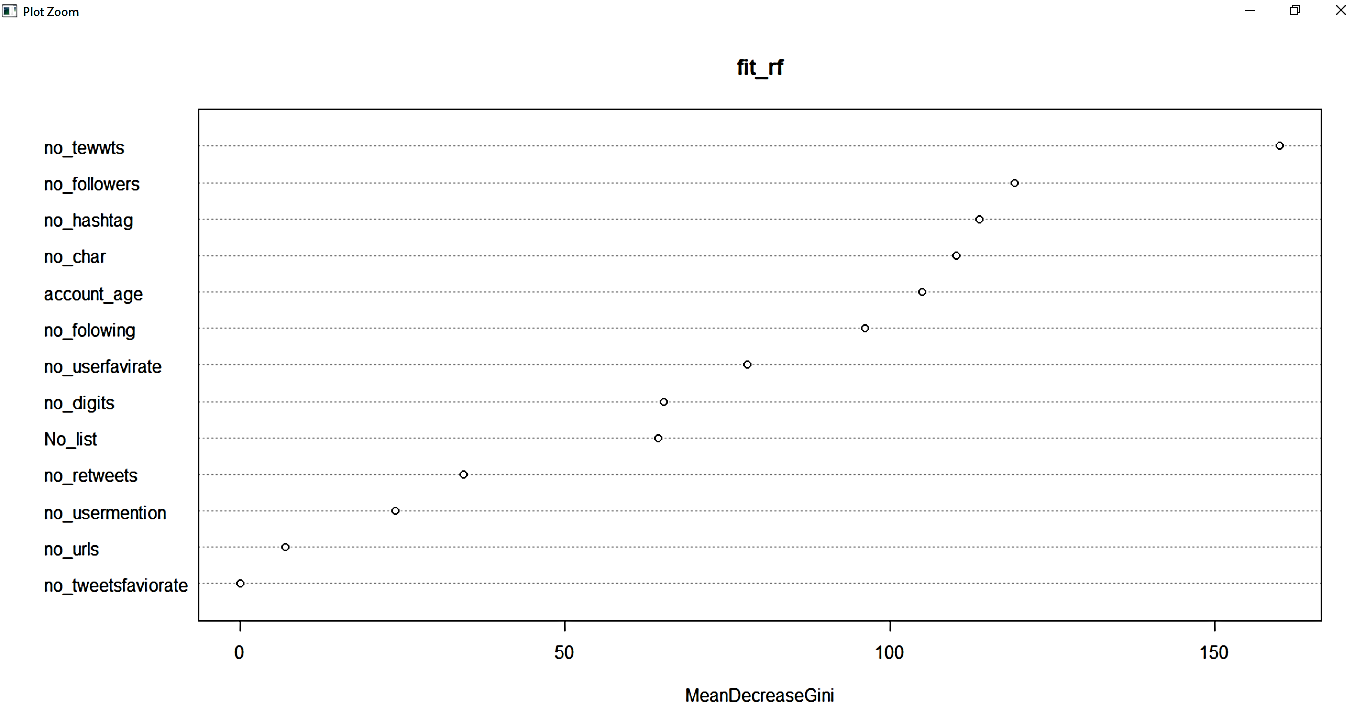 Plot Zoom
fit_rf
no_tewwts
no_followers
no_hashtag
no_char
account_age
no_folowing
no_userfavirate
no_digits
No_list
no_retweets
no_usermention
no_urls
no_tweetsfaviorate
0 50 100 150
MeanDecreaseGini